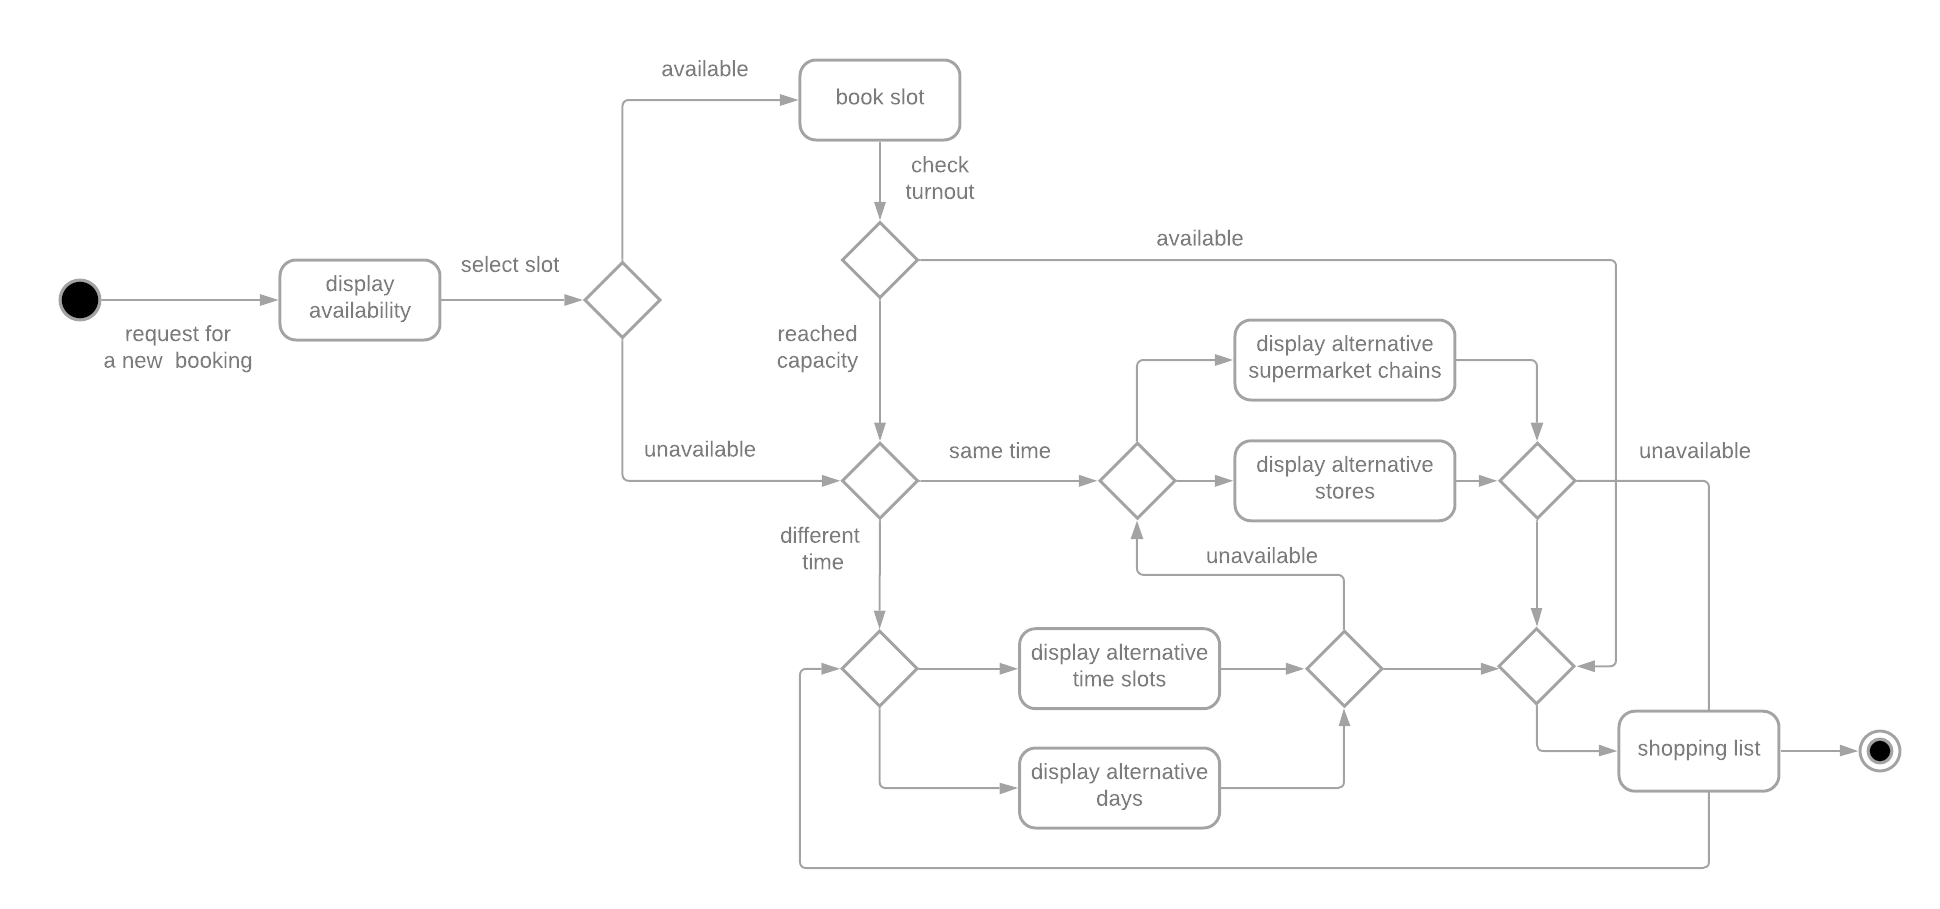 available
book slot
check
turnout
available
select slot
display
availability
request for
a new  booking
reached
capacity
display alternative
supermarket chains
unavailable
same time
display alternative
stores
unavailable
different
time
unavailable
display alternative
time slots
shopping list
display alternative
days